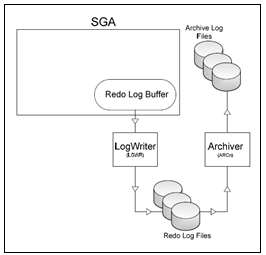 SGA
Archive Log
Files
Redo Log Buffer
LogWriter
(LGWR)
Archiver
(ARCn)
Redo Log Files